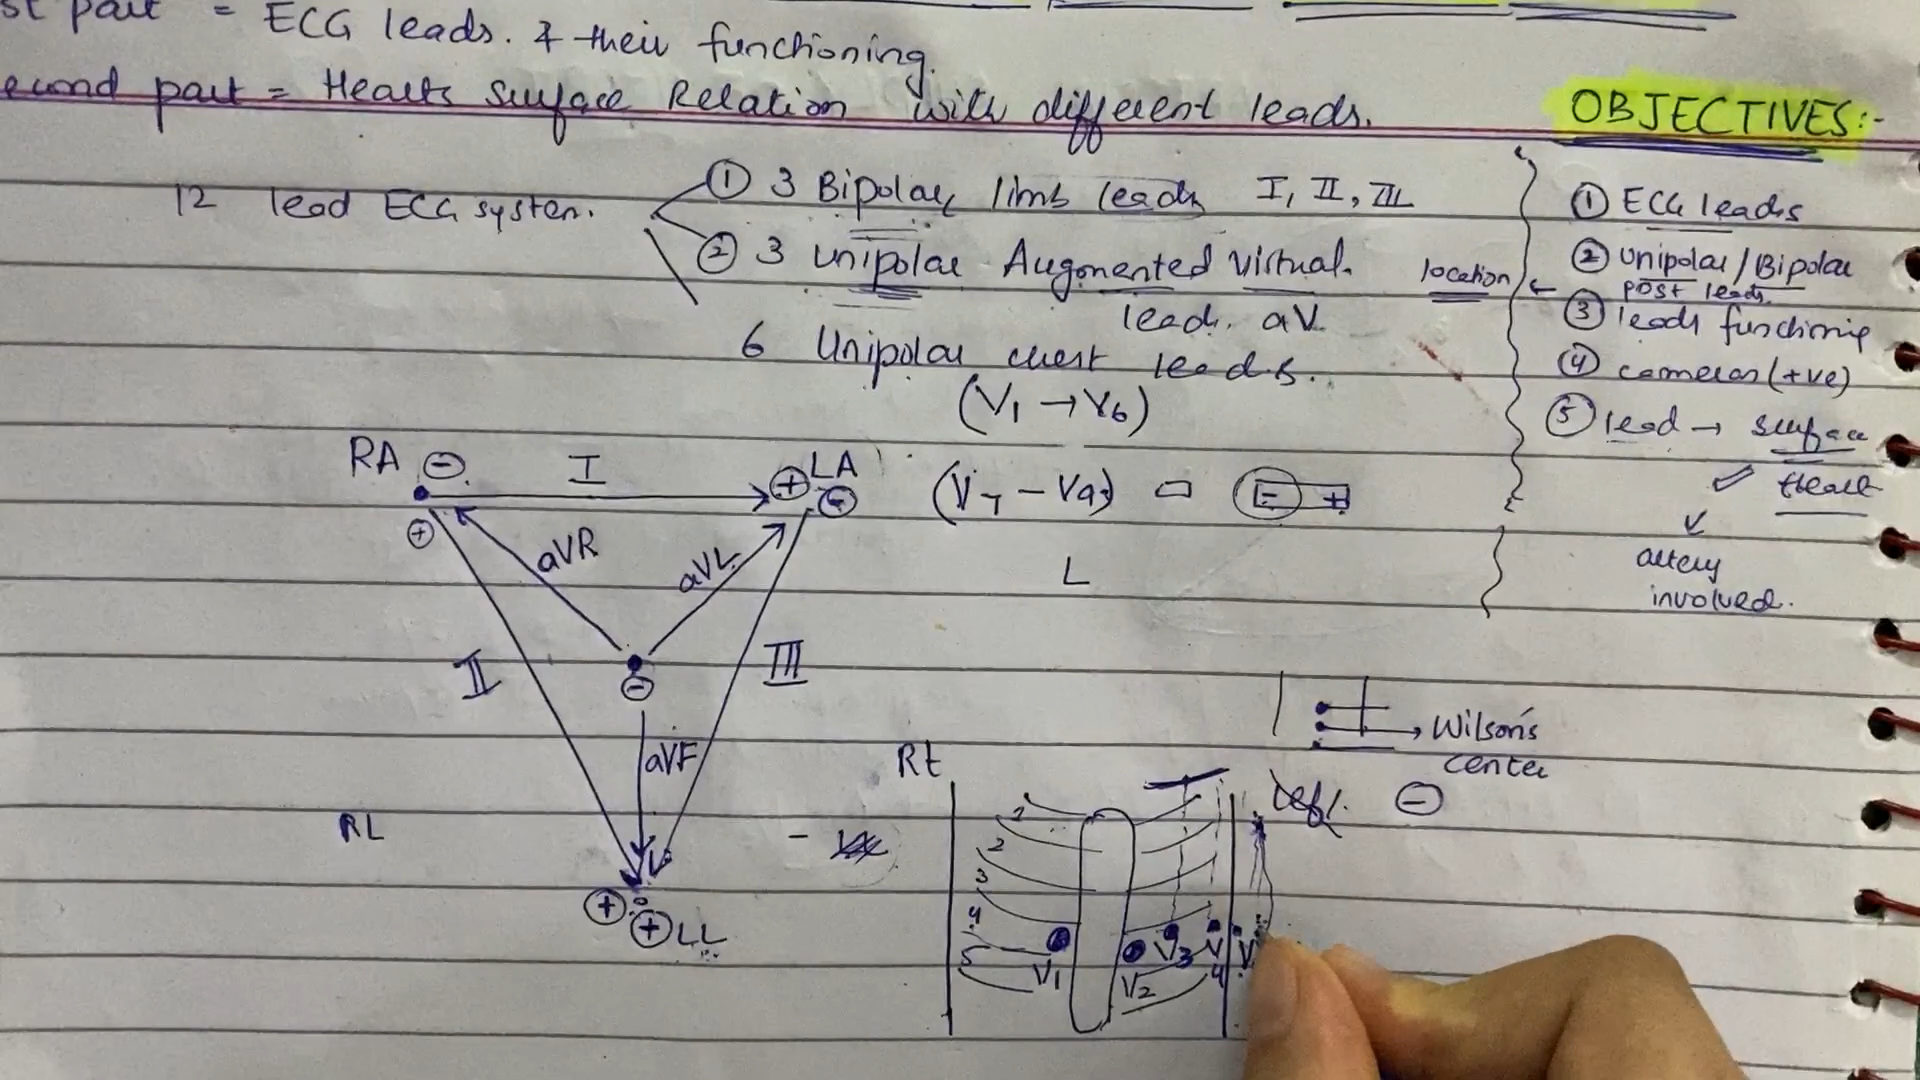 st part = ECG leads. & their functioning.
econd part = Hearts Surface Relation with different leads.
OBJECTIVES:-
12 lead ECG system.
① 3 Bipolar limb leads I, II, III
② 3 unipolar Augmented virtual.
lead. aV.
6 Unipolar chest leads.
(V1 → V6)
location
① ECG leads
② Unipolar/Bipolar
post leads.
③ leads functioning
④ cameras (+ve)
⑤ lead → surface
Heart
artery
involved.
RA ⊖
I
⊕ LA
⊖
⊕
aVR
aVL
L
II
III
⊖
aVF
RL
⊕
⊕ LL
- +
Wilson's
center
⊖
Rt
Left.
1
2
3
4
5
V1
V2
V3
V4
V